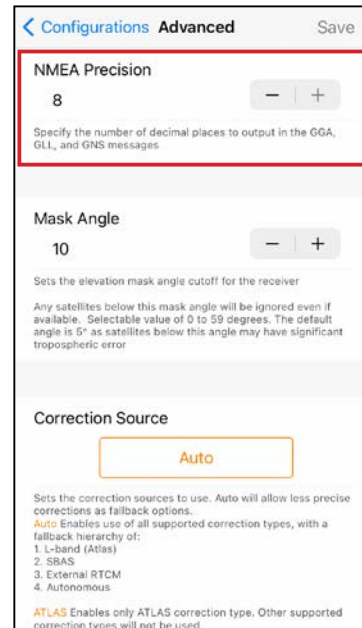 Configurations Advanced Save
NMEA Precision
8
Specify the number of decimal places to output in the GGA,
GLL, and GNS messages
Mask Angle
10
Sets the elevation mask angle cutoff for the receiver
Any satellites below this mask angle will be ignored even if
available. Selectable value of 0 to 59 degrees. The default
angle is 5° as satellites below this angle may have significant
tropospheric error
Correction Source
Auto
Sets the correction sources to use. Auto will allow less precise
corrections as fallback options.
Auto Enables use of all supported correction types, with a
fallback hierarchy of:
1. L-band (Atlas)
2. SBAS
3. External RTCM
4. Autonomous
ATLAS Enables only ATLAS correction type. Other supported
correction types will not be used